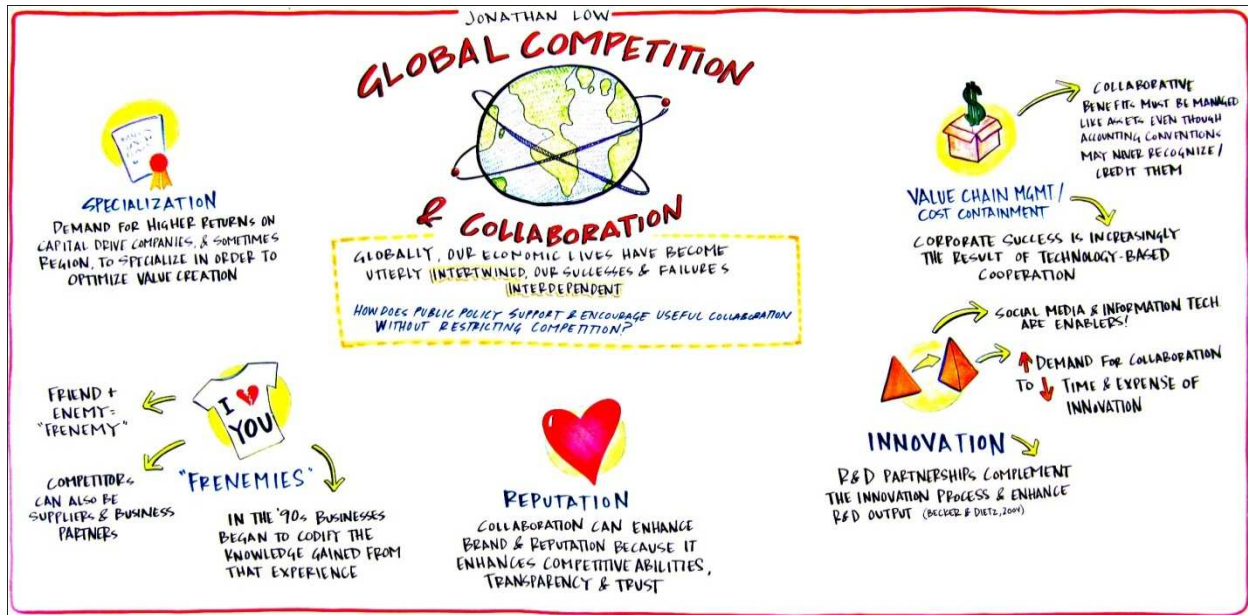 JONATHAN LOW
GLOBAL COMPETITION
& COLLABORATION
GLOBALLY, OUR ECONOMIC LIVES HAVE BECOME
UTTERLY INTERTWINED, OUR SUCCESSES & FAILURES
INTERDEPENDENT
HOW DOES PUBLIC POLICY SUPPORT & ENCOURAGE USEFUL COLLABORATION
WITHOUT RESTRICTING COMPETITION?
SPECIALIZATION
DEMAND FOR HIGHER RETURNS ON
CAPITAL DRIVE COMPANIES, & SOMETIMES
REGION, TO SPECIALIZE IN ORDER TO
OPTIMIZE VALUE CREATION
I
YOU
"FRENEMIES"
FRIEND +
ENEMY =
"FRENEMY"
COMPETITORS
CAN ALSO BE
SUPPLIERS & BUSINESS
PARTNERS
IN THE '90s BUSINESSES
BEGAN TO CODIFY THE
KNOWLEDGE GAINED FROM
THAT EXPERIENCE
REPUTATION
COLLABORATION CAN ENHANCE
BRAND & REPUTATION BECAUSE IT
ENHANCES COMPETITIVE ABILITIES,
TRANSPARENCY & TRUST
$
VALUE CHAIN MGMT/
COST CONTAINMENT
COLLABORATIVE
BENEFITS MUST BE MANAGED
LIKE ASSETS EVEN THOUGH
ACCOUNTING CONVENTIONS
MAY NEVER RECOGNIZE/
CREDIT THEM
CORPORATE SUCCESS IS INCREASINGLY
THE RESULT OF TECHNOLOGY-BASED
COOPERATION
SOCIAL MEDIA & INFORMATION TECH
ARE ENABLERS!
DEMAND FOR COLLABORATION
TO TIME & EXPENSE OF
INNOVATION
INNOVATION
R&D PARTNERSHIPS COMPLEMENT
THE INNOVATION PROCESS & ENHANCE
R&D OUTPUT (BECKER & DIETZ, 2004)